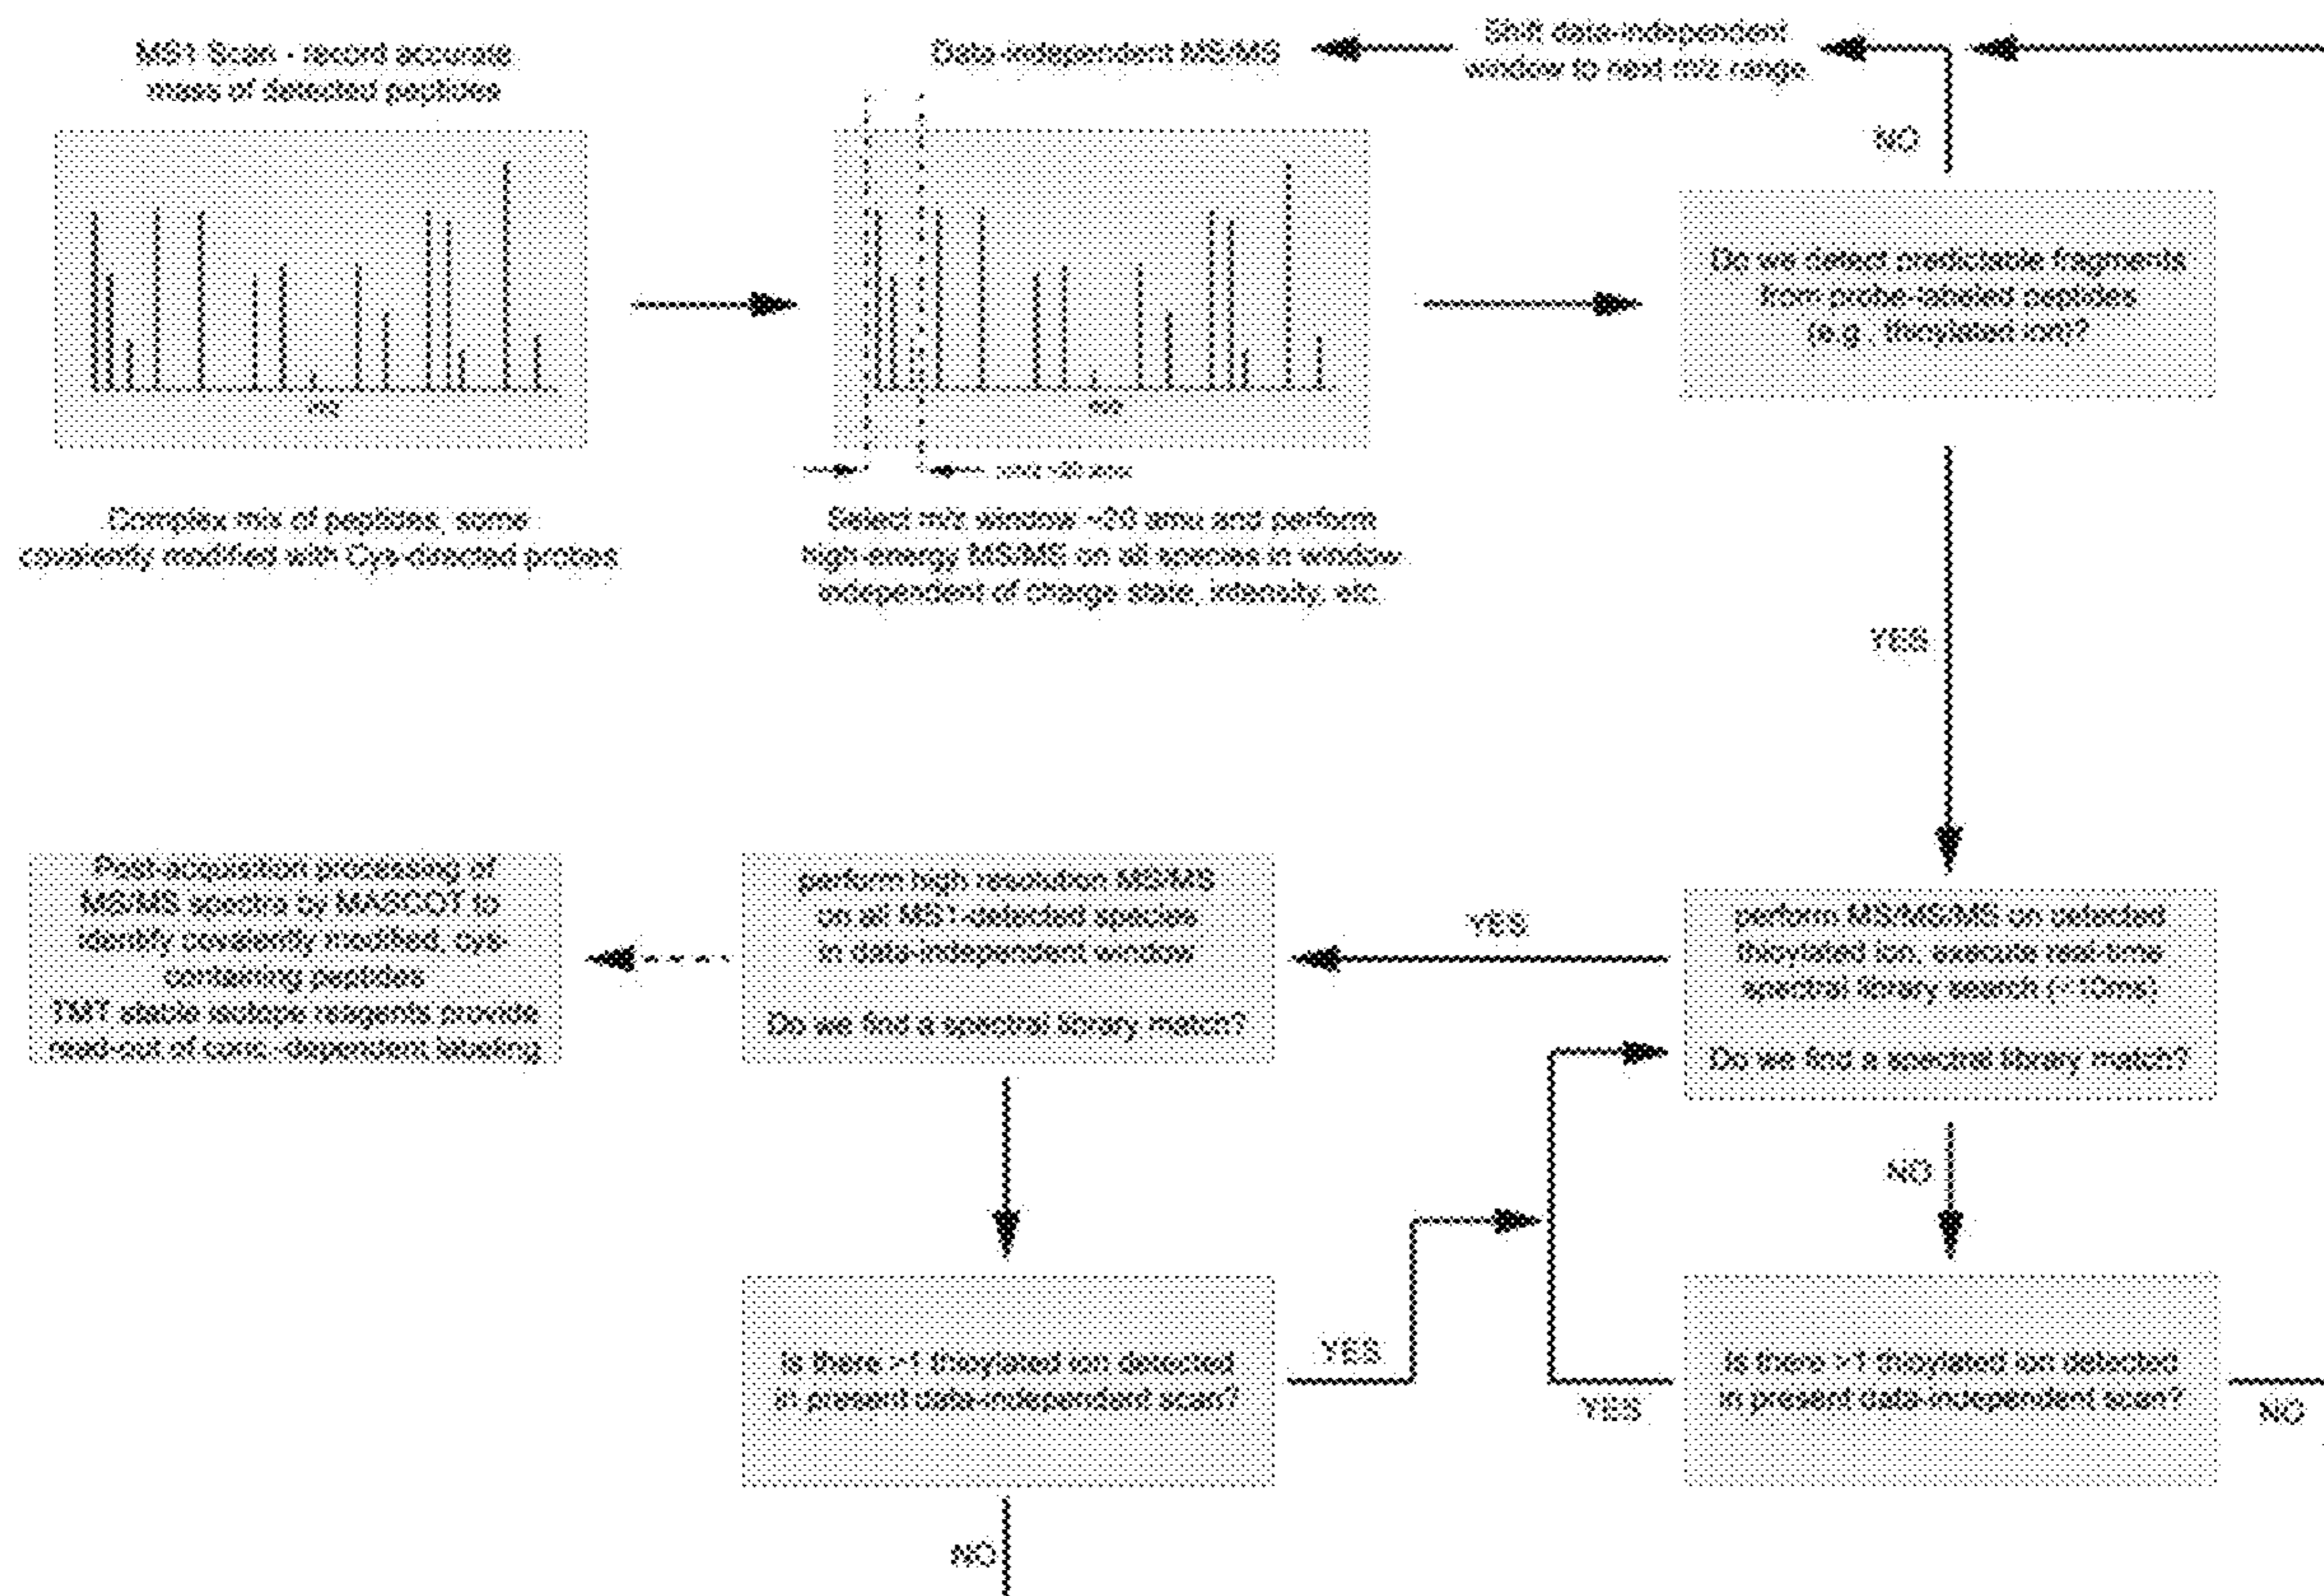 MS1 Scan - record accurate
mass of detected peptides
m/z
Complex mix of peptides, some
covalently modified with Cys-directed probes
Data-independent MS/MS
m/z
Select m/z window ~20 amu and perform
high energy MS/MS on all species in window
independent of charge state, intensity, etc.
Shift data-independent
window to next m/z range
NO
Do we detect predictable fragments
from probe-labeled peptides
(e.g., thoylated ion)?
YES
perform MS/MS/MS on detected
thoylated ion, execute real-time
spectral library search (<10ms)
Do we find a spectral library match?
YES
perform high resolution MS/MS
on all MS1-detected species
in data-independent window
Do we find a spectral library match?
Post-acquisition processing of
MS/MS spectra by MASCOT to
identify covalently modified, cys-
containing peptides
TMT stable isotope reagents provide
read-out of conc.-dependent labeling
NO
Is there >1 thoylated ion detected
in present data-independent scan?
YES
NO
Is there >1 thoylated ion detected
in present data-independent scan?
YES
NO